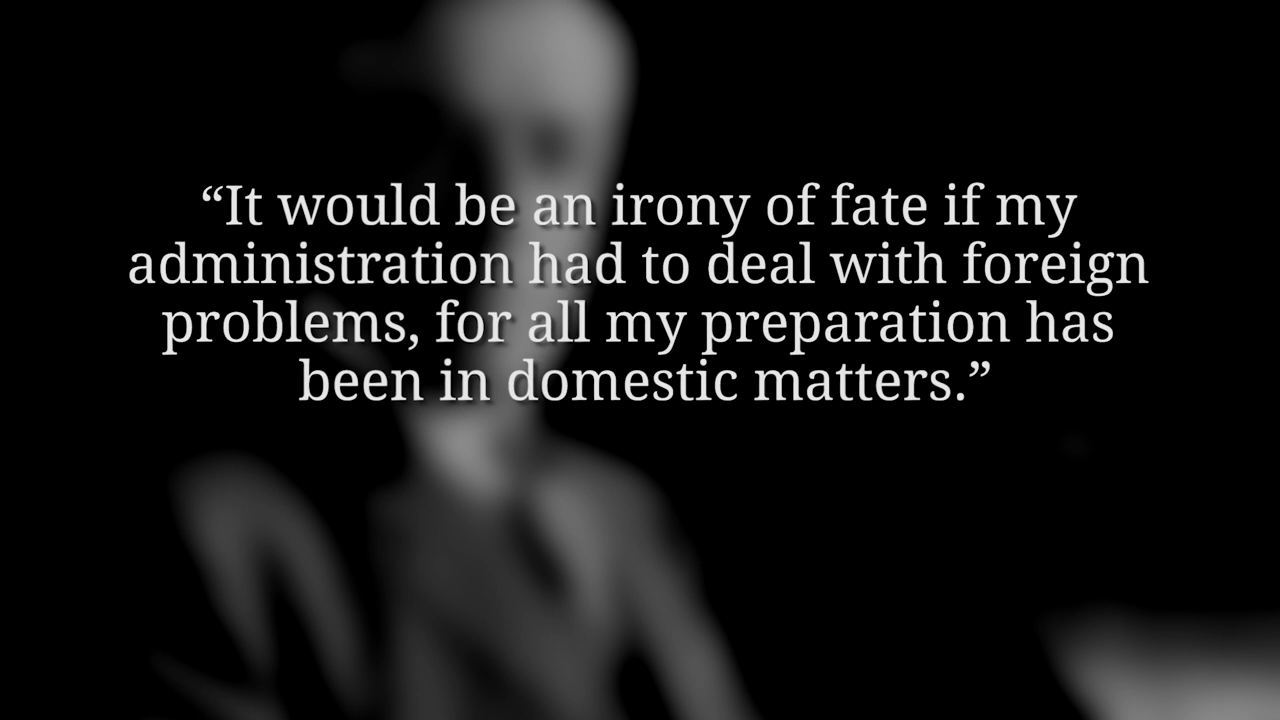 “It would be an irony of fate if my
administration had to deal with foreign
problems, for all my preparation has
been in domestic matters.”